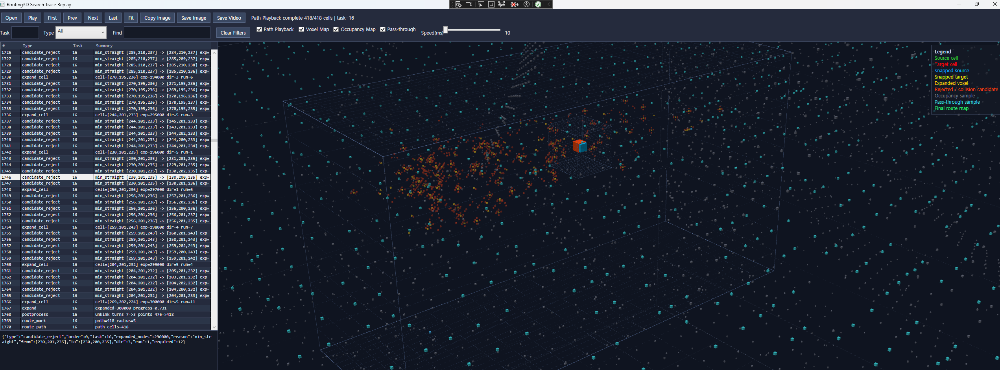 Routing3D Search Trace Replay
6
Open Play First Prev Next Last Fit Copy Image Save Image Save Video Path Playback complete 418/418 cells | task=16
Task Type All Find Clear Filters Path Playback Voxel Map Occupancy Map Pass-through Speed(ms) 10
# Type Task Summary
1726 candidate_reject 16 min_straight [285,210,237] -> [284,210,237] exp=
1727 candidate_reject 16 min_straight [285,210,237] -> [285,209,237] exp=
1728 candidate_reject 16 min_straight [285,210,237] -> [285,210,238] exp=
1729 candidate_reject 16 min_straight [285,210,237] -> [285,210,236] exp=
1730 expand_cell 16 cell=[270,195,236] exp=294000 dir=3 run=6
1731 candidate_reject 16 min_straight [270,195,236] -> [271,195,236] exp=
1732 candidate_reject 16 min_straight [270,195,236] -> [269,195,236] exp=
1733 candidate_reject 16 min_straight [270,195,236] -> [270,196,236] exp=
1734 candidate_reject 16 min_straight [270,195,236] -> [270,195,237] exp=
1735 candidate_reject 16 min_straight [270,195,236] -> [270,195,235] exp=
1736 expand_cell 16 cell=[244,201,233] exp=295000 dir=5 run=3
1737 candidate_reject 16 min_straight [244,201,233] -> [245,201,233] exp=
1738 candidate_reject 16 min_straight [244,201,233] -> [243,201,233] exp=
1739 candidate_reject 16 min_straight [244,201,233] -> [244,202,233] exp=
1740 candidate_reject 16 min_straight [244,201,233] -> [244,200,233] exp=
1741 candidate_reject 16 min_straight [244,201,233] -> [244,201,234] exp=
1742 expand_cell 16 cell=[230,201,235] exp=296000 dir=5 run=1
1743 candidate_reject 16 min_straight [230,201,235] -> [231,201,235] exp=
1744 candidate_reject 16 min_straight [230,201,235] -> [229,201,235] exp=
1745 candidate_reject 16 min_straight [230,201,235] -> [230,202,235] exp=
1746 candidate_reject 16 min_straight [230,201,235] -> [230,200,235] exp=
1747 candidate_reject 16 min_straight [230,201,235] -> [230,201,236] exp=
1748 expand_cell 16 cell=[256,201,236] exp=297000 dir=1 run=6
1749 candidate_reject 16 min_straight [256,201,236] -> [257,201,236] exp=
1750 candidate_reject 16 min_straight [256,201,236] -> [256,202,236] exp=
1751 candidate_reject 16 min_straight [256,201,236] -> [256,200,236] exp=
1752 candidate_reject 16 min_straight [256,201,236] -> [256,201,237] exp=
1753 candidate_reject 16 min_straight [256,201,236] -> [256,201,235] exp=
1754 expand_cell 16 cell=[259,201,243] exp=298000 dir=4 run=7
1755 candidate_reject 16 min_straight [259,201,243] -> [260,201,243] exp=
1756 candidate_reject 16 min_straight [259,201,243] -> [258,201,243] exp=
1757 candidate_reject 16 min_straight [259,201,243] -> [259,202,243] exp=
1758 candidate_reject 16 min_straight [259,201,243] -> [259,200,243] exp=
1759 candidate_reject 16 min_straight [259,201,243] -> [259,201,242] exp=
1760 expand_cell 16 cell=[204,201,232] exp=299000 dir=5 run=4
1761 candidate_reject 16 min_straight [204,201,232] -> [205,201,232] exp=
1762 candidate_reject 16 min_straight [204,201,232] -> [203,201,232] exp=
1763 candidate_reject 16 min_straight [204,201,232] -> [204,202,232] exp=
1764 candidate_reject 16 min_straight [204,201,232] -> [204,200,232] exp=
1765 candidate_reject 16 min_straight [204,201,232] -> [204,201,233] exp=
1766 expand_cell 16 cell=[269,202,224] exp=300000 dir=5 run=11
1767 expand 16 expanded=300000 progress=0.731
1768 postprocess 16 unkink turns 7->3 points 476->418
1769 route_mark 16 path=418 radius=5
1770 route_path 16 path cells=418
{"type":"candidate_reject","order":0,"task":16,"expanded_nodes":296000,"reason":"min_str
aight","from":[230,201,235],"to":[230,200,235],"dir":3,"run":1,"required":12}
Legend
Source cell
Target cell
Snapped source
Snapped target
Expanded voxel
Rejected / collision candidate
Occupancy sample
Pass-through sample
Final route map